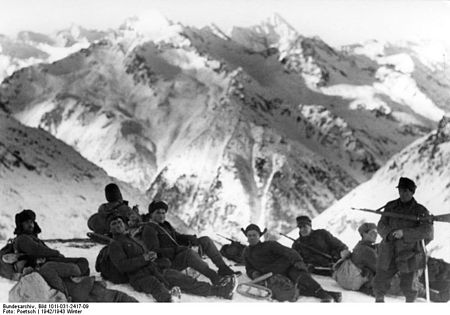 Bundesarchiv, Bild 101I-031-2417-09
Foto: Poetsch | 1942/1943 Winter